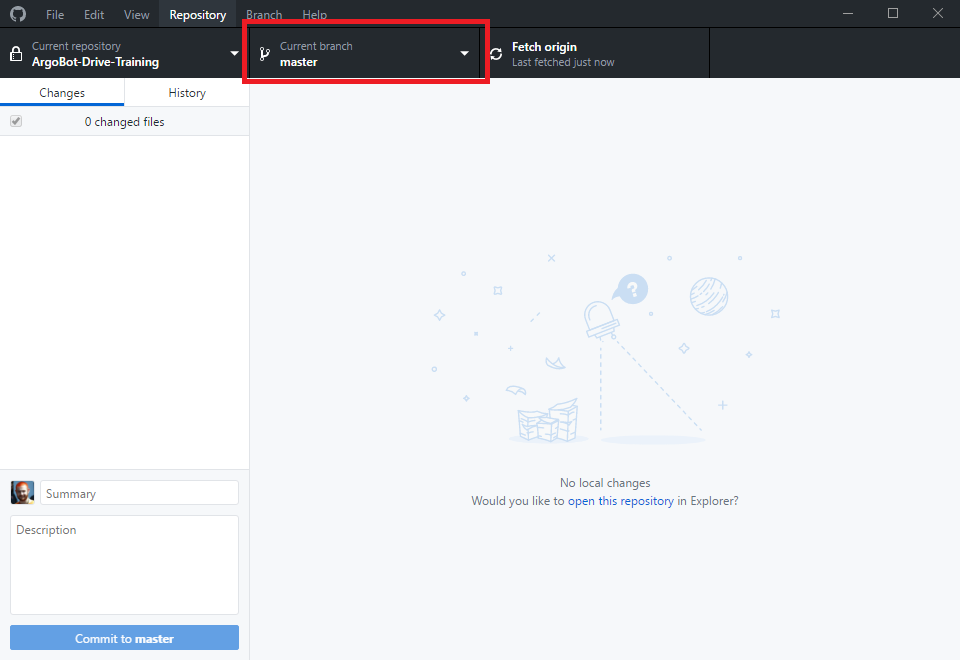 File Edit View Repository Branch Help
Current repository
ArgoBot-Drive-Training
Current branch
master
Fetch origin
Last fetched just now
Changes History
0 changed files
?
No local changes
Would you like to open this repository in Explorer?
Summary
Description
Commit to master